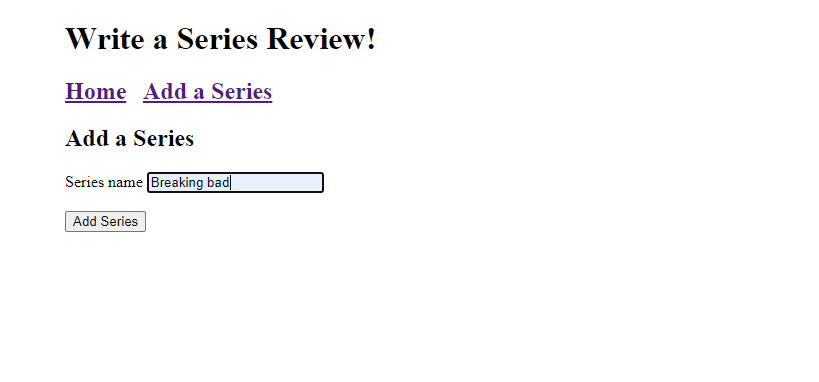 Write a Series Review!
Home Add a Series
Add a Series
Series name Breaking bad
Add Series